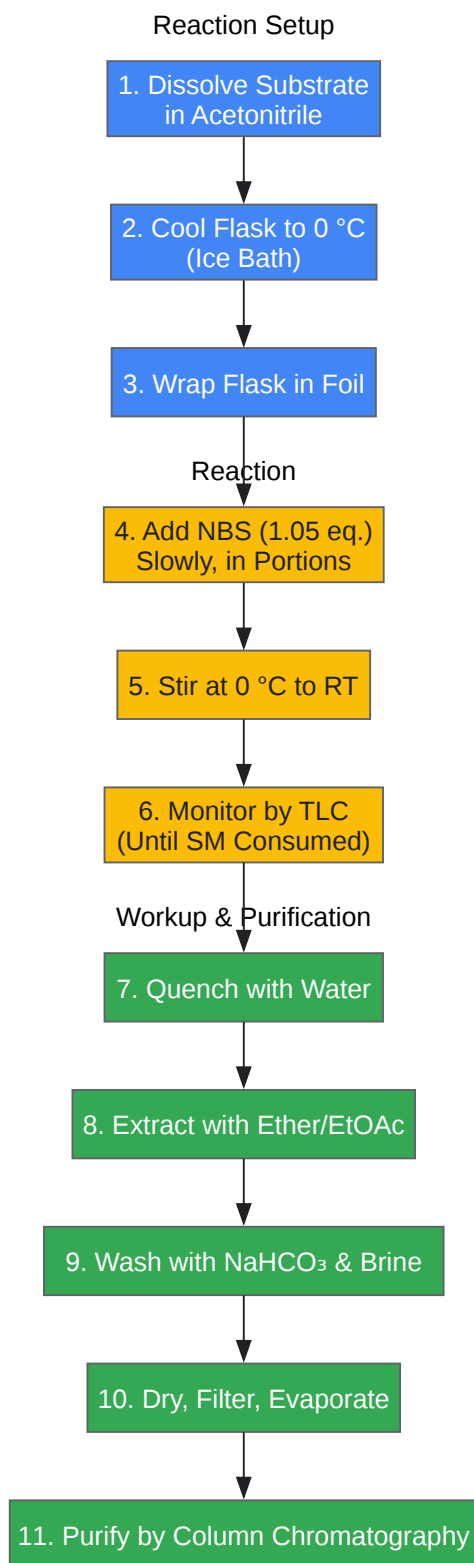 Reaction Setup
1. Dissolve Substrate
in Acetonitrile
2. Cool Flask to 0 °C
(Ice Bath)
3. Wrap Flask in Foil
Reaction
4. Add NBS (1.05 eq.)
Slowly, in Portions
5. Stir at 0 °C to RT
6. Monitor by TLC
(Until SM Consumed)
Workup & Purification
7. Quench with Water
8. Extract with Ether/EtOAc
9. Wash with NaHCO₃ & Brine
10. Dry, Filter, Evaporate
11. Purify by Column Chromatography